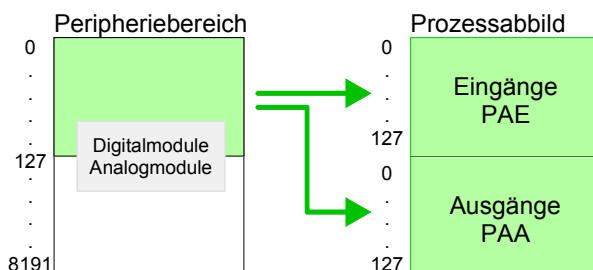 Peripheriebereich
0
.
.
.
.
127
.
.
.
.
8191
Digitalmodule
Analogmodule
Prozessabbild
0
.
.
.
127
0
.
.
.
127
Eingänge
PAE
Ausgänge
PAA